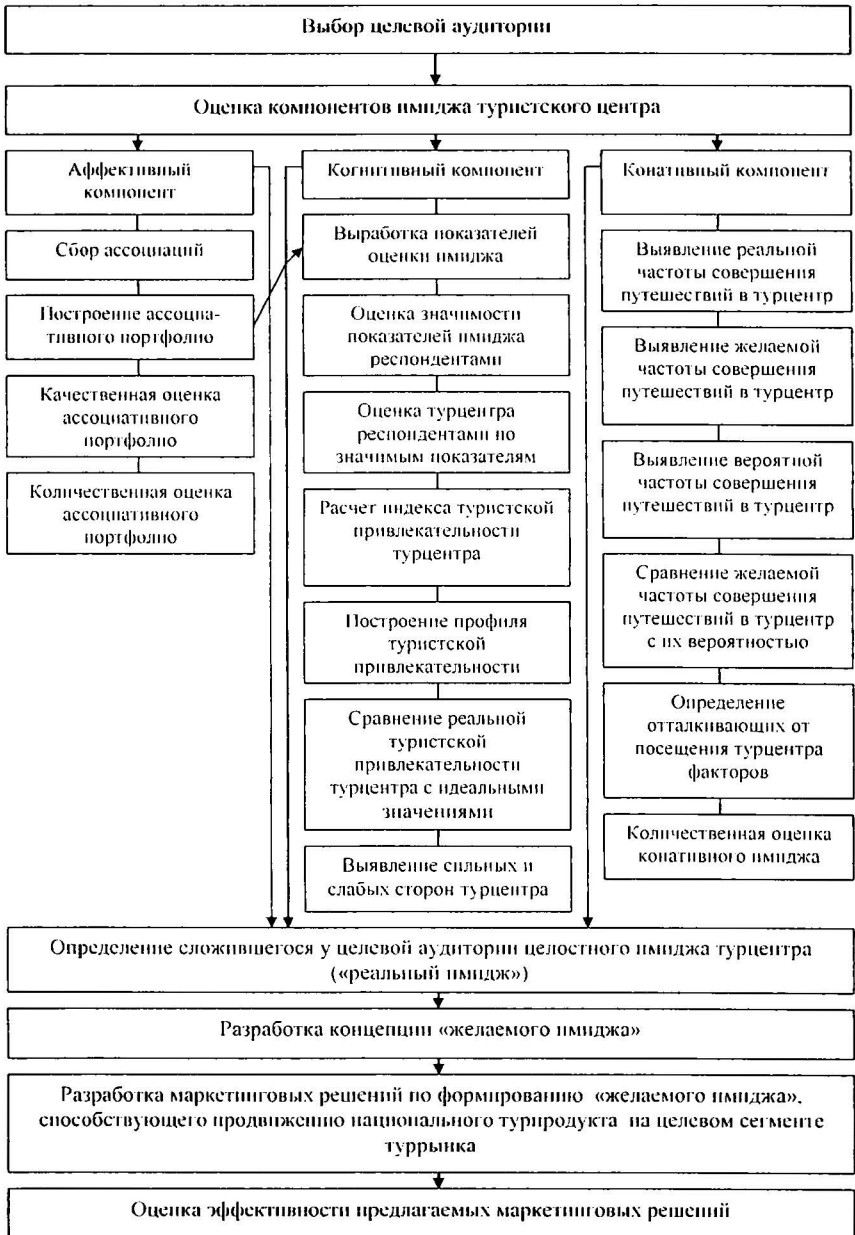 Выбор целевой аудитории
Оценка компонентов имиджа туристского центра
Аффективный
компонент
Сбор ассоциаций
Построение ассоциа-
тивного портфолио
Качественная оценка
ассоциативного
портфолио
Количественная оценка
ассоциативного
портфолио
Когнитивный компонент
Выработка показателей
оценки имиджа
Оценка значимости
показателей имиджа
респондентами
Оценка турцентра
респондентами по
значимым показателям
Расчет индекса туристской
привлекательности
турцентра
Построение профиля
туристской
привлекательности
Сравнение реальной
туристской
привлекательности
турцентра с идеальными
значениями
Выявление сильных и
слабых сторон турцентра
Конативный компонент
Выявление реальной
частоты совершения
путешествий в турцентр
Выявление желаемой
частоты совершения
путешествий в турцентр
Выявление вероятной
частоты совершения
путешествий в турцентр
Сравнение желаемой
частоты совершения
путешествий в турцентр
с их вероятностью
Определение
отталкивающих от
посещения турцентра
факторов
Количественная оценка
конативного имиджа
Определение сложившегося у целевой аудитории целостного имиджа турцентра
(«реальный имидж»)
Разработка концепции «желаемого имиджа»
Разработка маркетинговых решений по формированию «желаемого имиджа»,
способствующего продвижению национального турпродукта на целевом сегменте
туррынка
Оценка эффективности предлагаемых маркетинговых решений